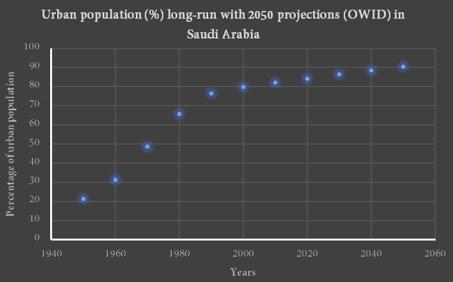 Urban population (%) long-run with 2050 projections (OWID) in
Saudi Arabia
Percentage of urban population
100
90
80
70
60
50
40
30
20
10
0
1940 1960 1980 2000 2020 2040 2060
Years